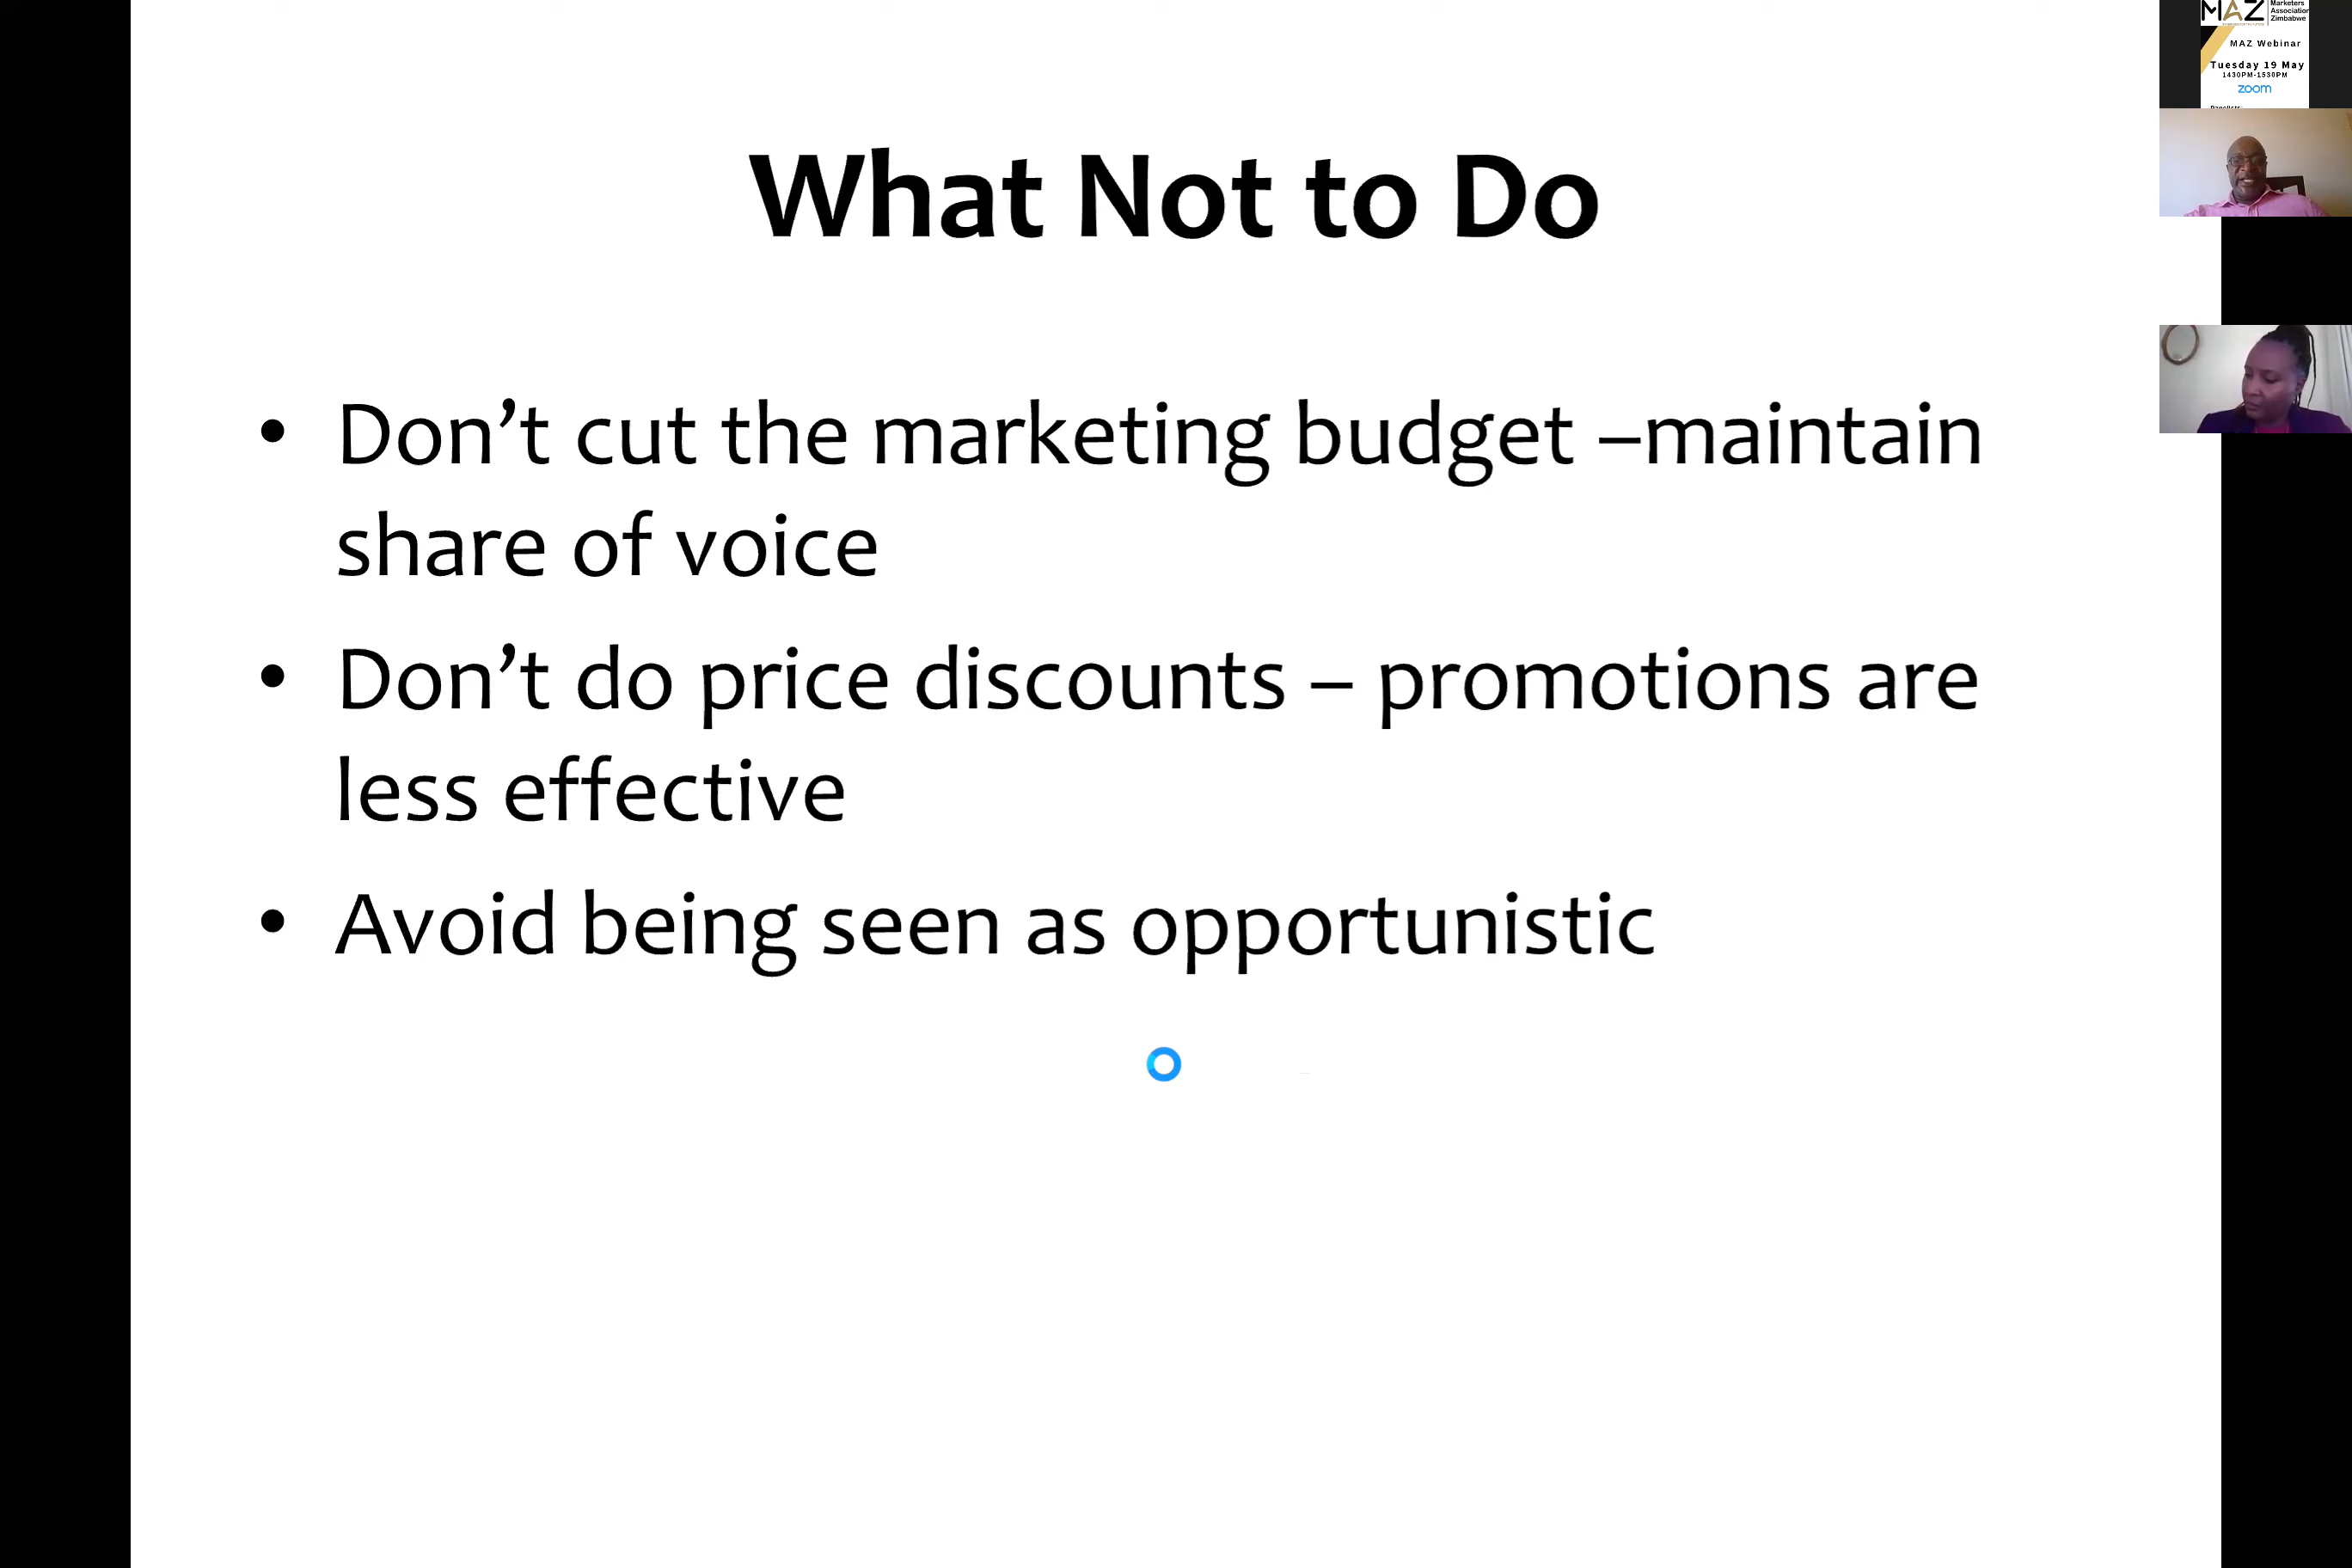 What Not to Do
• Don’t cut the marketing budget –maintain
share of voice
• Don’t do price discounts – promotions are
less effective
• Avoid being seen as opportunistic
MAZ
Marketers
Association
Zimbabwe
MAZ Webinar
Tuesday 19 May
1430PM-1530PM
zoom